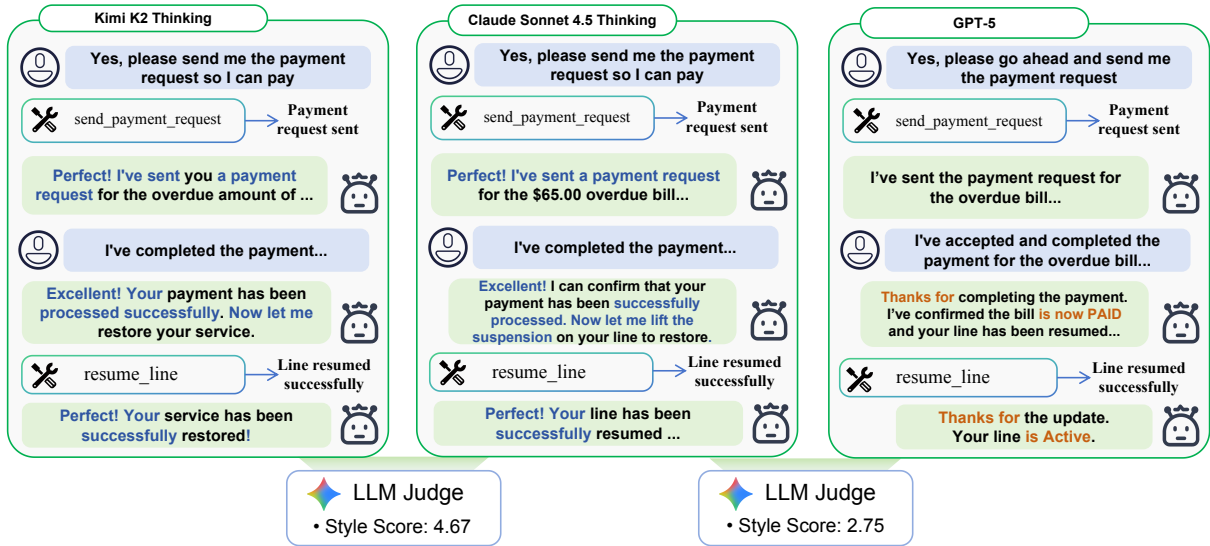 Kimi K2 Thinking
Yes, please send me the payment
request so I can pay
send_payment_request
Payment
request sent
Perfect! I've sent you a payment
request for the overdue amount of ...
I've completed the payment...
Excellent! Your payment has been
processed successfully. Now let me
restore your service.
resume_line
Line resumed
successfully
Perfect! Your service has been
successfully restored!
Claude Sonnet 4.5 Thinking
Yes, please send me the payment
request so I can pay
send_payment_request
Payment
request sent
Perfect! I've sent a payment request
for the $65.00 overdue bill...
I've completed the payment...
Excellent! I can confirm that your
payment has been successfully
processed. Now let me lift the
suspension on your line to restore.
resume_line
Line resumed
successfully
Perfect! Your line has been
successfully resumed ...
GPT-5
Yes, please go ahead and send me
the payment request
send_payment_request
Payment
request sent
I’ve sent the payment request for
the overdue bill...
I've accepted and completed the
payment for the overdue bill...
Thanks for completing the payment.
I’ve confirmed the bill is now PAID
and your line has been resumed...
resume_line
Line resumed
successfully
Thanks for the update.
Your line is Active.
LLM Judge
• Style Score: 4.67
LLM Judge
• Style Score: 2.75